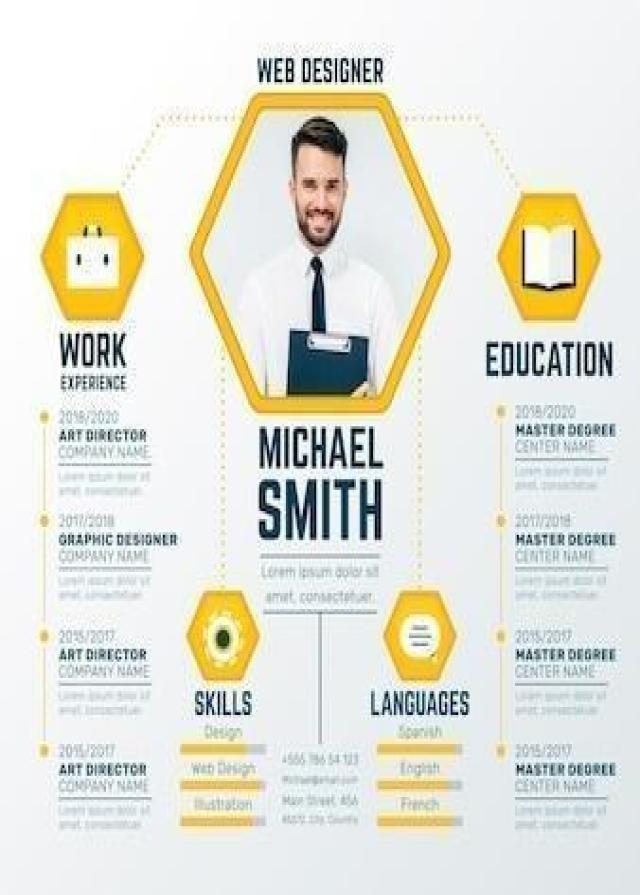 WEB DESIGNER
WORK
EXPERIENCE
2018/2020
ART DIRECTOR
COMPANY NAME
Lorem ipsum dolor sit
amet, consectetuer.
2017/2018
GRAPHIC DESIGNER
COMPANY NAME
Lorem ipsum dolor sit
amet, consectetuer.
2015/2017
ART DIRECTOR
COMPANY NAME
Lorem ipsum dolor sit
amet, consectetuer.
2015/2017
ART DIRECTOR
COMPANY NAME
Lorem ipsum dolor sit
amet, consectetuer.
MICHAEL
SMITH
Lorem ipsum dolor sit
amet, consectetuer.
SKILLS
Design
Web Design
Illustration
+555 786 54 123
Michael@email.com
Main Street, 45A
City, County
LANGUAGES
Spanish
English
French
EDUCATION
2018/2020
MASTER DEGREE
CENTER NAME
Lorem ipsum dolor sit
amet, consectetuer.
2017/2018
MASTER DEGREE
CENTER NAME
Lorem ipsum dolor sit
amet, consectetuer.
2015/2017
MASTER DEGREE
CENTER NAME
Lorem ipsum dolor sit
amet, consectetuer.
2015/2017
MASTER DEGREE
CENTER NAME
Lorem ipsum dolor sit
amet, consectetuer.